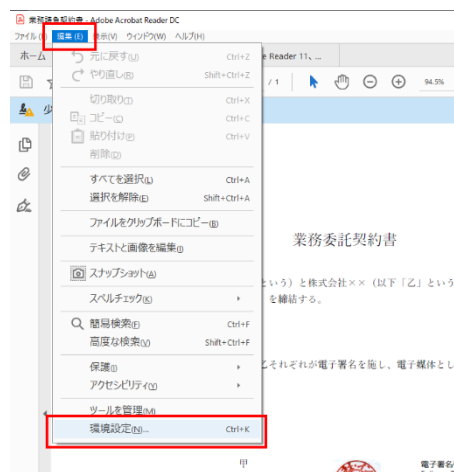 業務請負契約書 - Adobe Acrobat Reader DC
編集(E) 表示(V) ウインドウ(W) ヘルプ(H)
元に戻す(U) Ctrl+Z
e Reader 11、...
やり直し(R) Shift+Ctrl+Z
/ 1 94.5%
切り取り(T) Ctrl+X
コピー(C) Ctrl+C
貼り付け(P) Ctrl+V
削除(D)
すべてを選択(L) Ctrl+A
選択を解除(E) Shift+Ctrl+A
ファイルをクリップボードにコピー(B)
テキストと画像を編集(I)
スナップショット(A)
スペルチェック(K)
簡易検索(F) Ctrl+F
高度な検索(V) Shift+Ctrl+F
保護(I)
アクセシビリティ(Y)
ツールを管理(M)
環境設定(N)... Ctrl+K
業務委託契約書
という)と株式会社××(以下「乙」という
を締結する。
乙それぞれが電子署名を施し、電子媒体とし
甲
電子署名